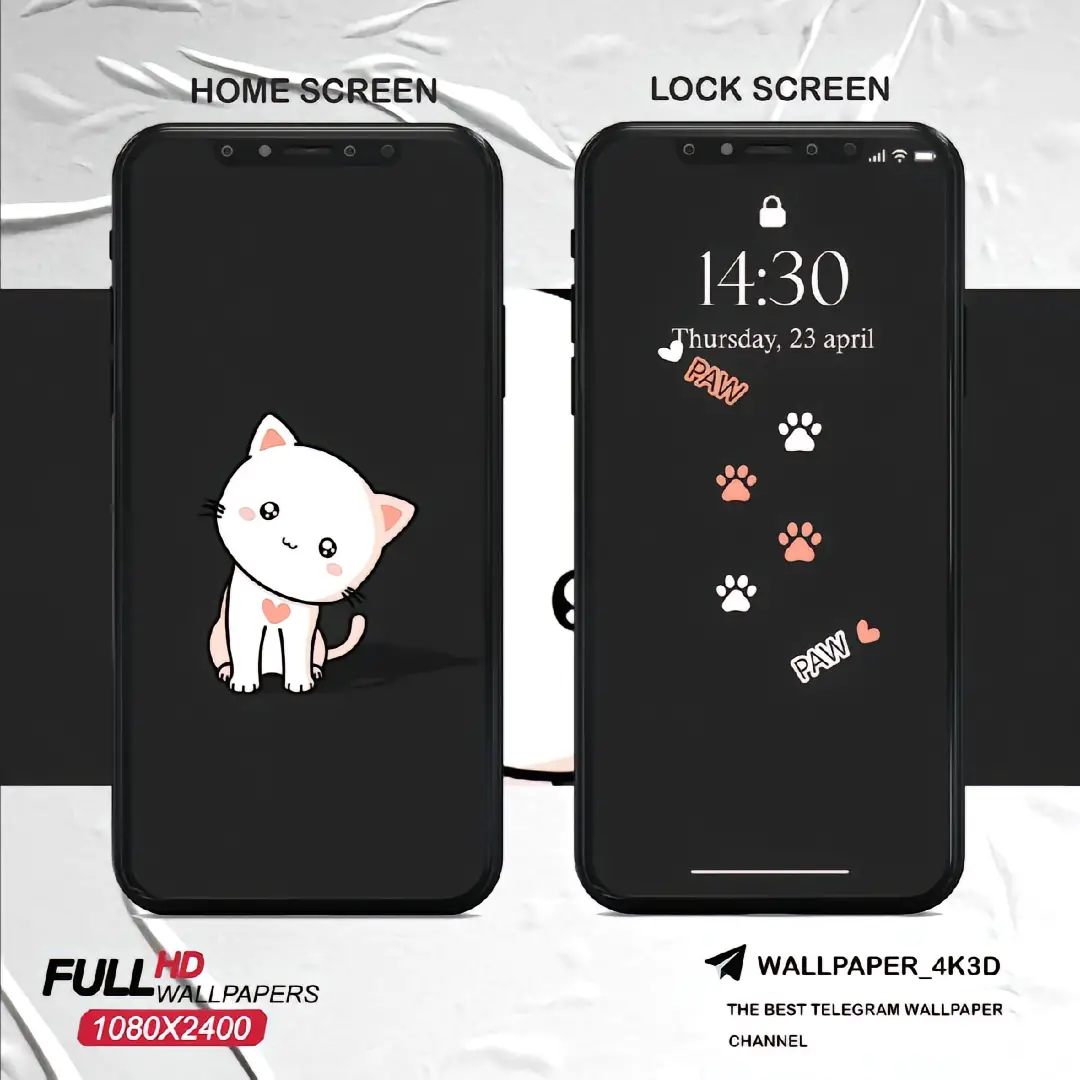 HOME SCREEN
LOCK SCREEN
14:30
Thursday, 23 april
PAW
PAW
FULL HD
WALLPAPERS
1080X2400
WALLPAPER_4K3D
THE BEST TELEGRAM WALLPAPER
CHANNEL